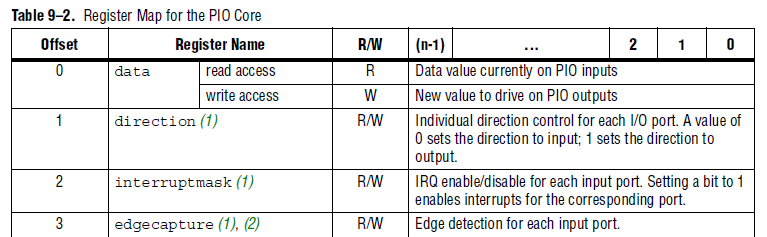 Table 9–2. Register Map for the PIO Core
Offset Register Name R/W (n-1) ... 2 1 0
0 data read access R Data value currently on PIO inputs
write access W New value to drive on PIO outputs
1 direction (1) R/W Individual direction control for each I/O port. A value of
0 sets the direction to input; 1 sets the direction to
output.
2 interruptmask (1) R/W IRQ enable/disable for each input port. Setting a bit to 1
enables interrupts for the corresponding port.
3 edgecapture (1), (2) R/W Edge detection for each input port.